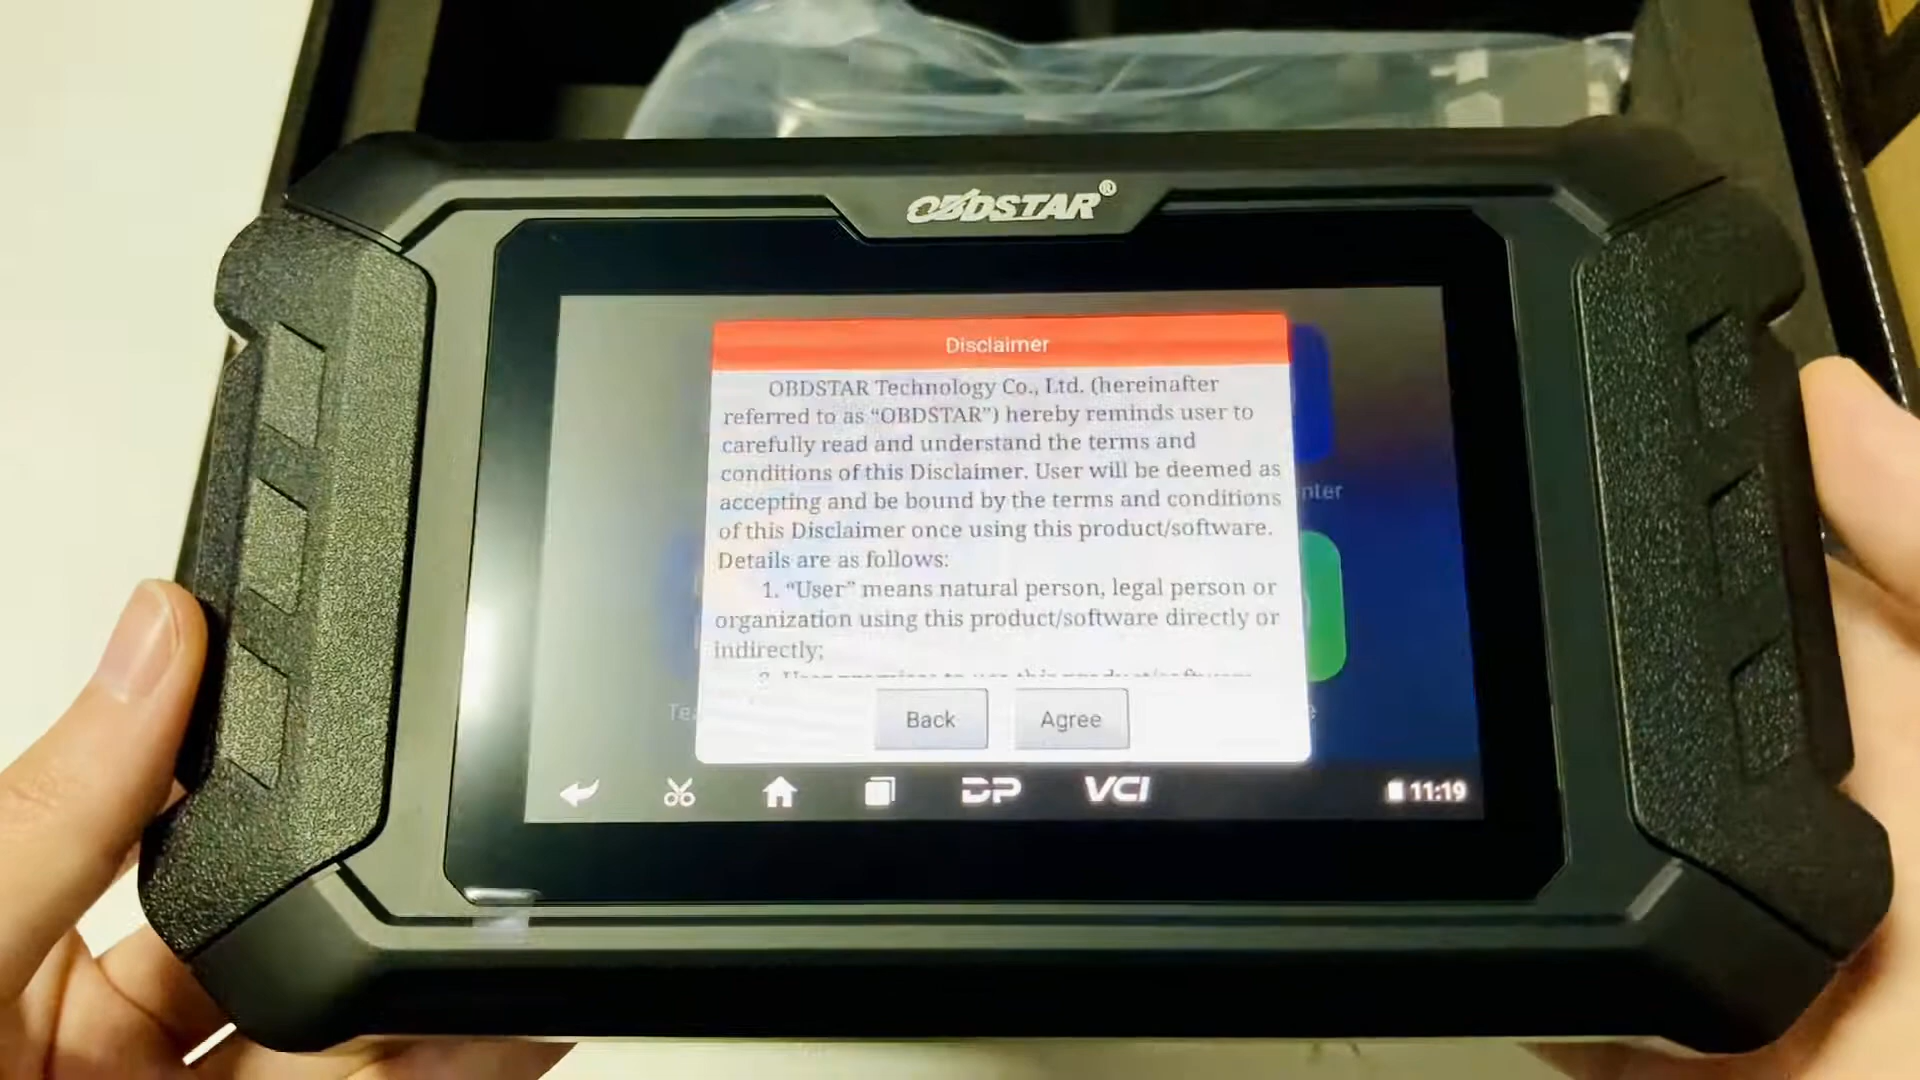 OBDSTAR®
Disclaimer
OBDSTAR Technology Co., Ltd. (hereinafter
referred to as “OBDSTAR”) hereby reminds user to
carefully read and understand the terms and
conditions of this Disclaimer. User will be deemed as
accepting and be bound by the terms and conditions
of this Disclaimer once using this product/software.
Details are as follows:
1. “User” means natural person, legal person or
organization using this product/software directly or
indirectly;
Back Agree
DP VCI 11:19